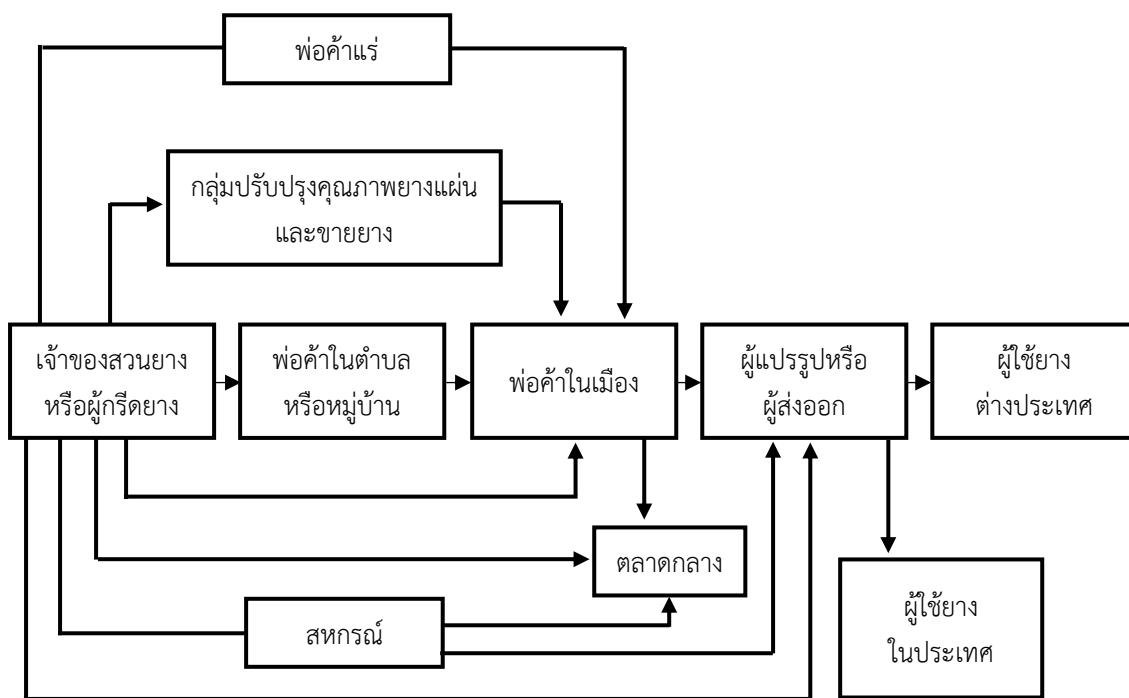 พ่อค้าแร่
กลุ่มปรับปรุงคุณภาพยางแผ่น
และขายยาง
เจ้าของสวนยาง
หรือผู้กรีดยาง
พ่อค้าในตำบล
หรือหมู่บ้าน
พ่อค้าในเมือง
ผู้แปรรูปหรือ
ผู้ส่งออก
ผู้ใช้ยาง
ต่างประเทศ
ตลาดกลาง
สหกรณ์
ผู้ใช้ยาง
ในประเทศ